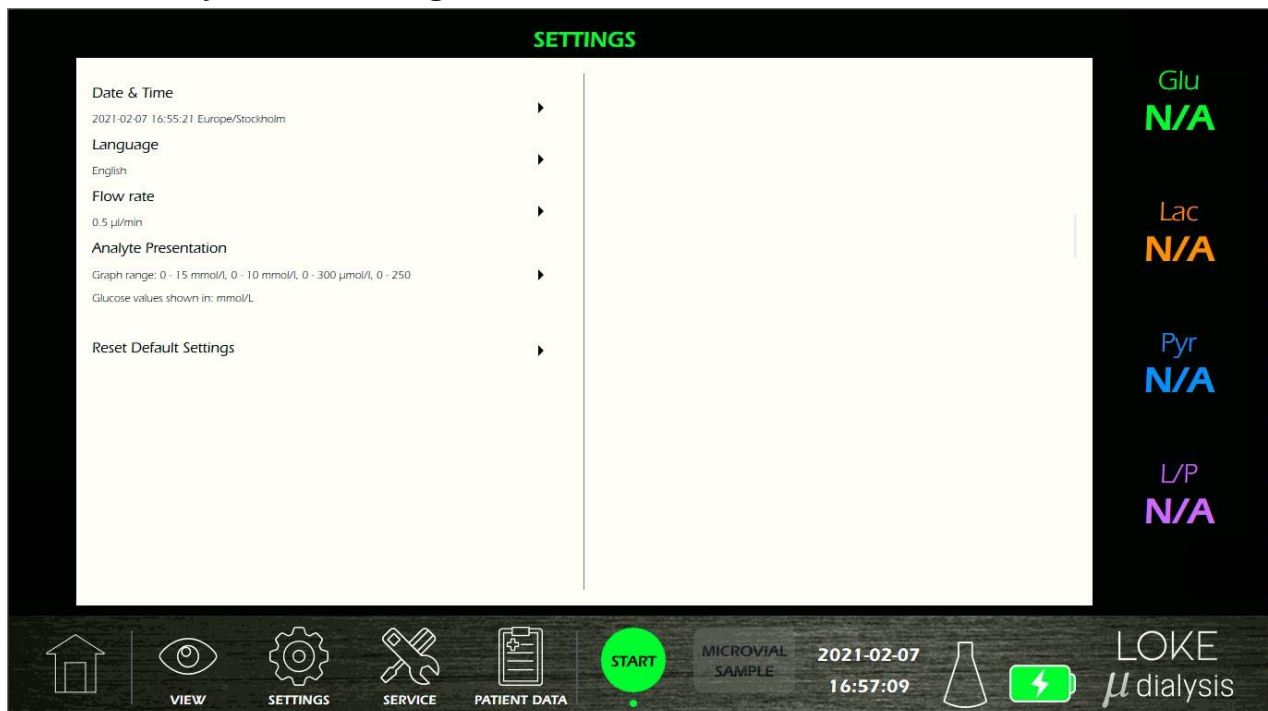 SETTINGS
Date & Time
2021-02-07 16:55:21 Europe/Stockholm
Language
English
Flow rate
0.5 µl/min
Analyte Presentation
Graph range: 0 - 15 mmol/l, 0 - 10 mmol/l, 0 - 300 µmol/l, 0 - 250
Glucose values shown in: mmol/L
Reset Default Settings
Glu
N/A
Lac
N/A
Pyr
N/A
L/P
N/A
VIEW
SETTINGS
SERVICE
PATIENT DATA
START
MICROVIAL
SAMPLE
2021-02-07
16:57:09
LOKE
µ dialysis